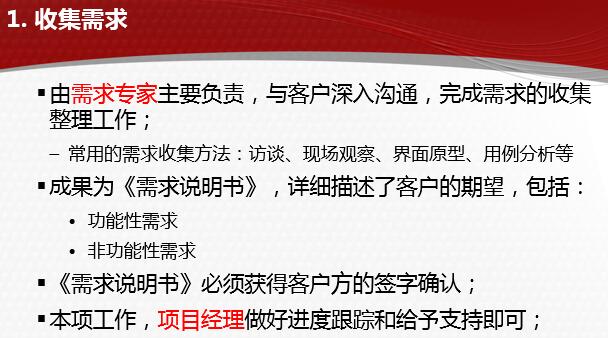 1. 收集需求
▪由需求专家主要负责，与客户深入沟通，完成需求的收集
整理工作；
– 常用的需求收集方法：访谈、现场观察、界面原型、用例分析等
▪成果为《需求说明书》，详细描述了客户的期望，包括：
• 功能性需求
• 非功能性需求
▪《需求说明书》必须获得客户方的签字确认；
▪本项工作，项目经理做好进度跟踪和给予支持即可；